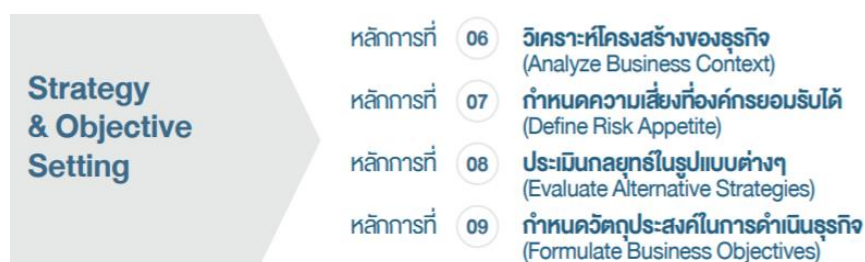 Strategy
& Objective
Setting
หลักการที่ 06 วิเคราะห์โครงสร้างของธุรกิจ
(Analyze Business Context)
หลักการที่ 07 กำหนดความเสี่ยงที่องค์กรยอมรับได้
(Define Risk Appetite)
หลักการที่ 08 ประเมินกลยุทธ์ในรูปแบบต่างๆ
(Evaluate Alternative Strategies)
หลักการที่ 09 กำหนดวัตถุประสงค์ในการดำเนินธุรกิจ
(Formulate Business Objectives)